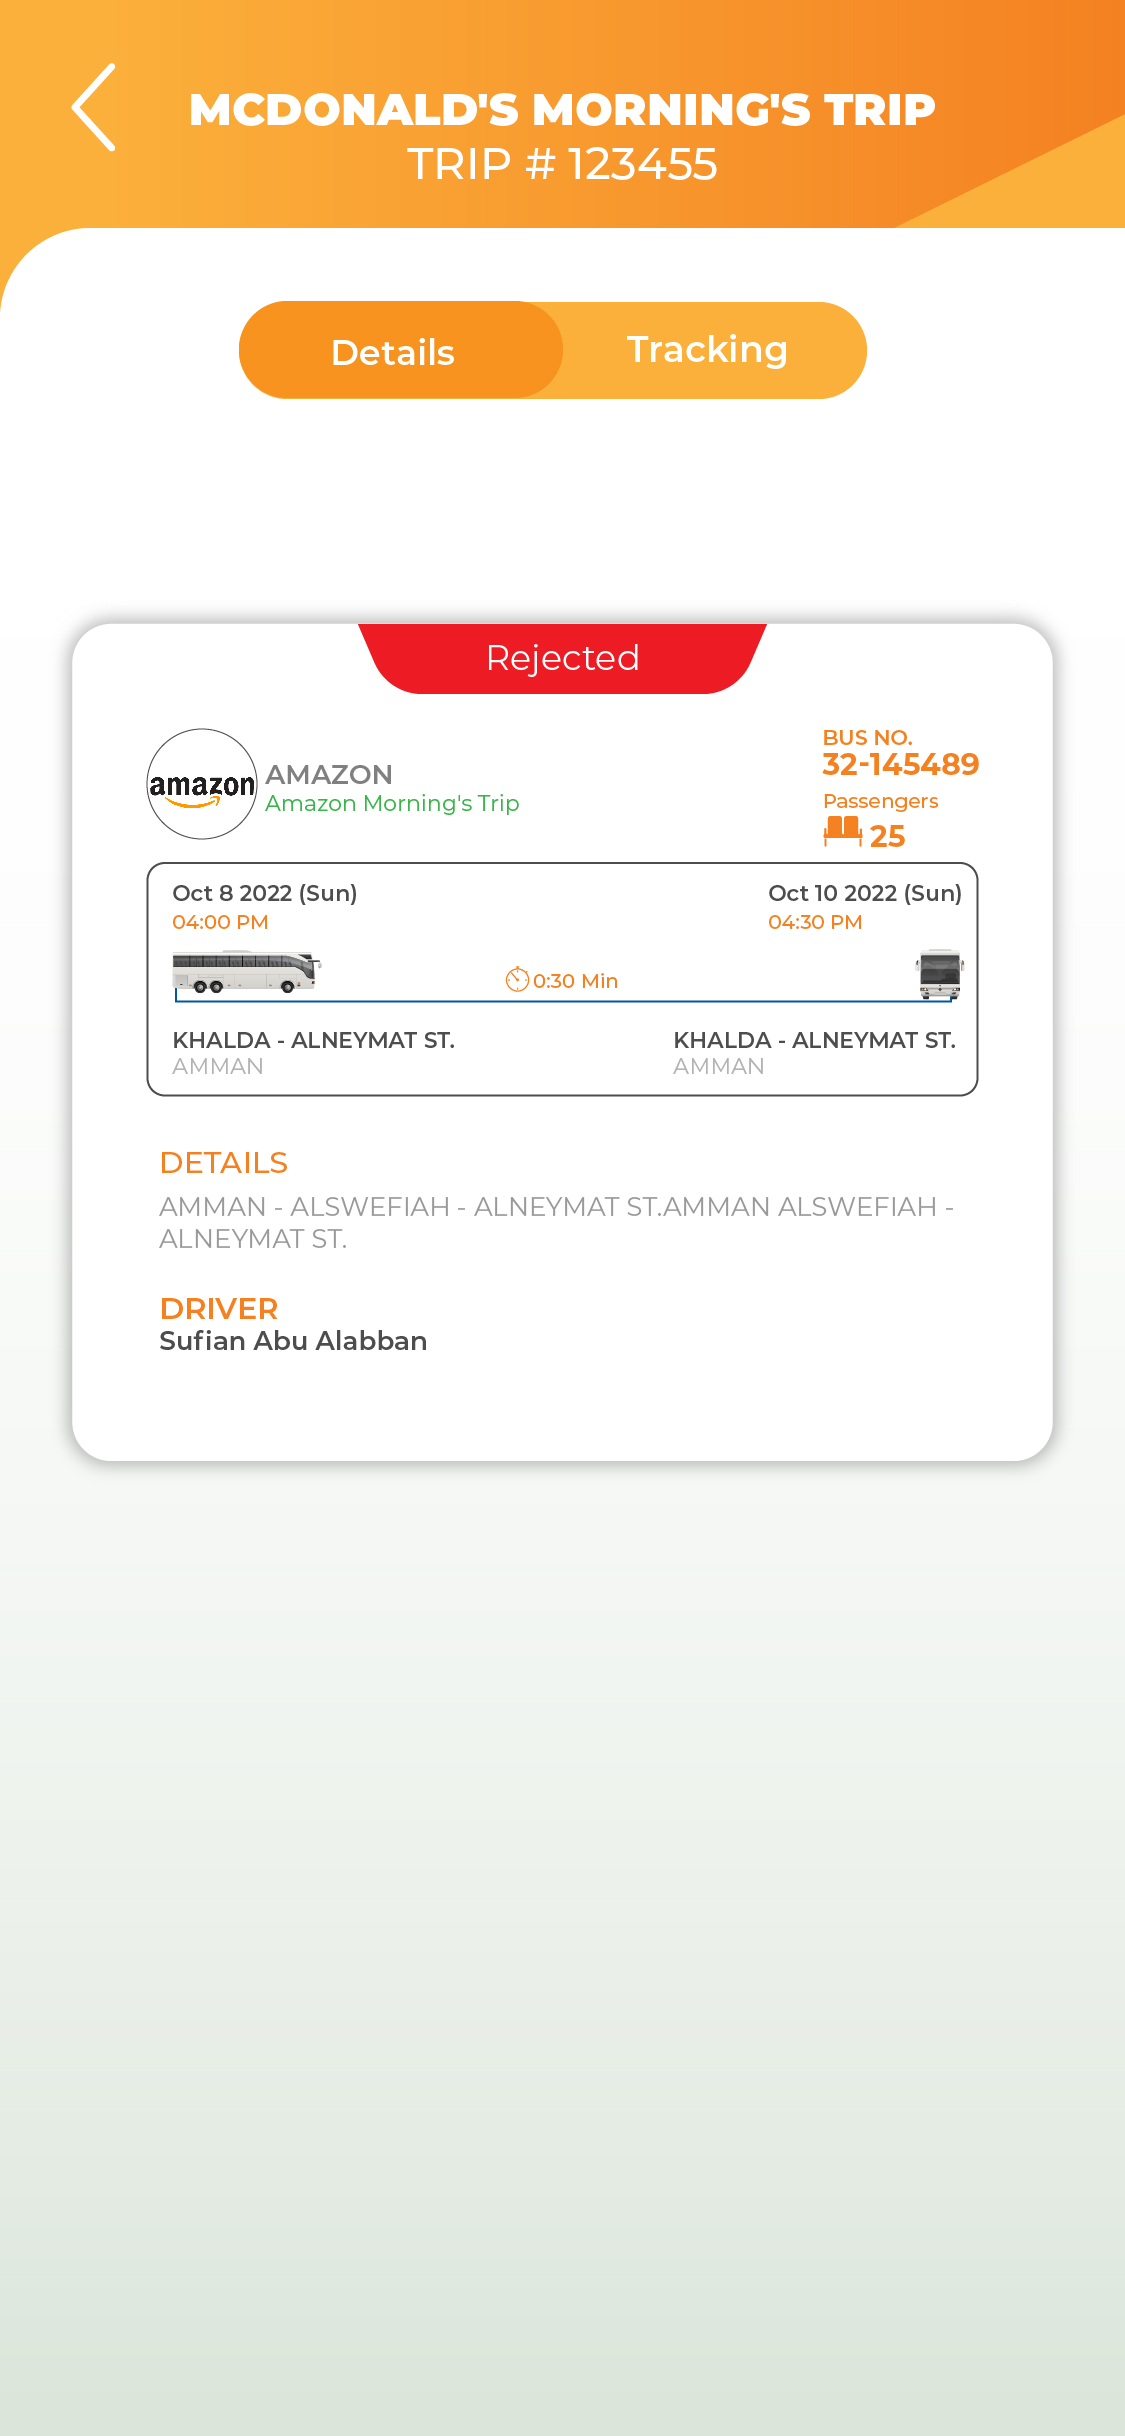 MCDONALD'S MORNING'S TRIP
TRIP # 123455
Details
Tracking
Rejected
amazon
AMAZON
Amazon Morning's Trip
BUS NO.
32-145489
Passengers
25
Oct 8 2022 (Sun)
04:00 PM
Oct 10 2022 (Sun)
04:30 PM
0:30 Min
KHALDA - ALNEYMAT ST.
AMMAN
KHALDA - ALNEYMAT ST.
AMMAN
DETAILS
AMMAN - ALSWEFIAH - ALNEYMAT ST.AMMAN ALSWEFIAH -
ALNEYMAT ST.
DRIVER
Sufian Abu Alabban